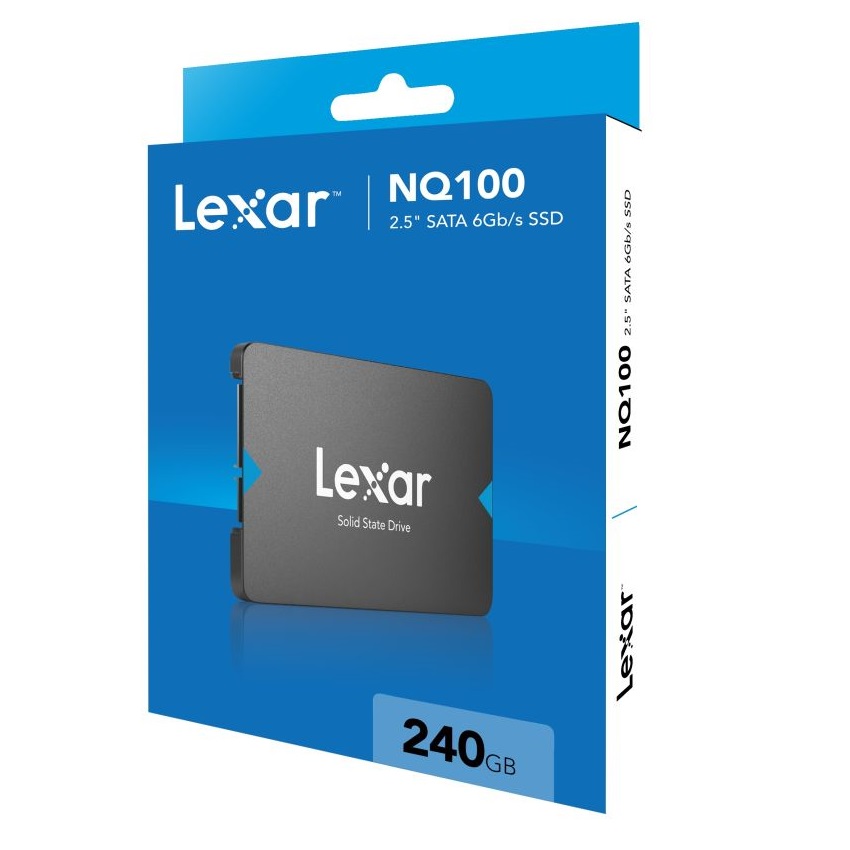 Lexar™
NQ100
2.5" SATA 6Gb/s SSD
Lexar
Solid State Drive
240GB
NQ100 2.5" SATA 6Gb/s SSD
Lexar™